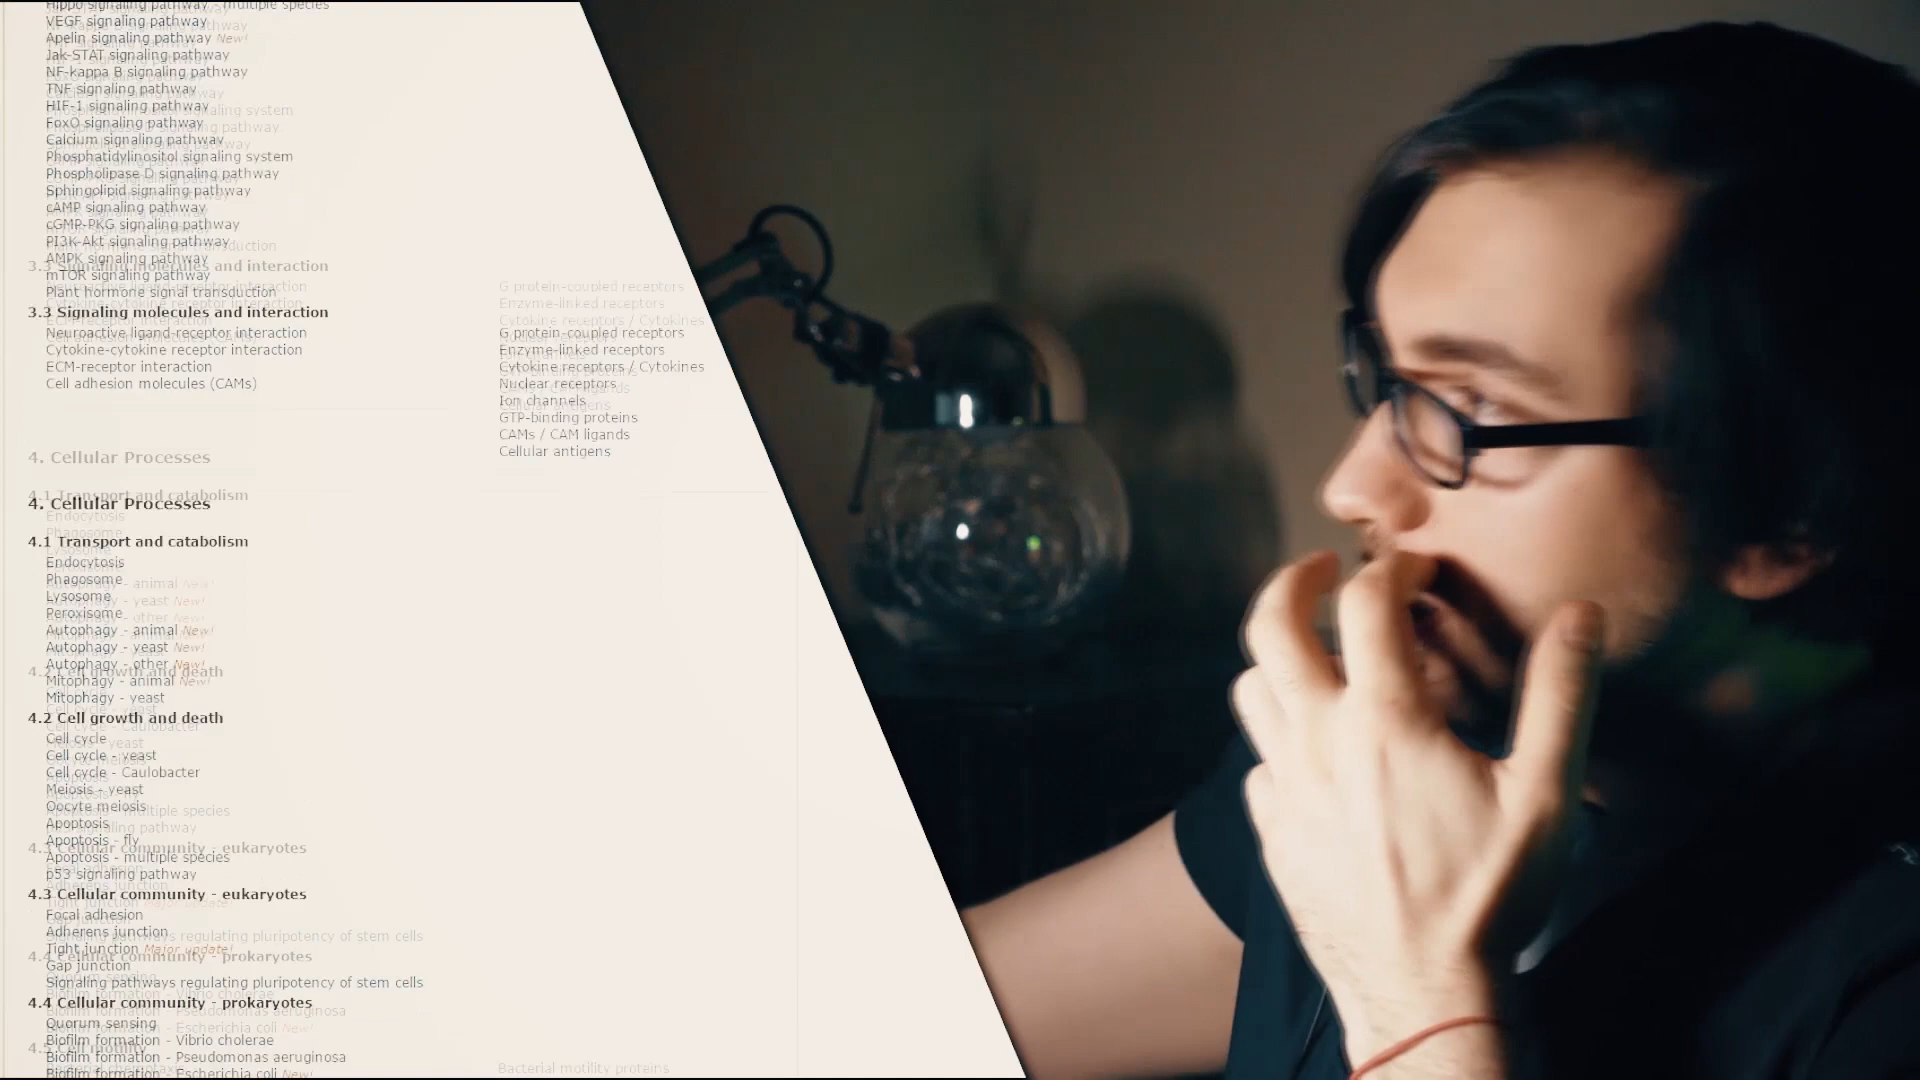 Hippo signaling pathway - multiple species
VEGF signaling pathway
Apelin signaling pathway New!
Jak-STAT signaling pathway
NF-kappa B signaling pathway
TNF signaling pathway
HIF-1 signaling pathway
FoxO signaling pathway
Calcium signaling pathway
Phosphatidylinositol signaling system
Phospholipase D signaling pathway
Sphingolipid signaling pathway
cAMP signaling pathway
cGMP-PKG signaling pathway
PI3K-Akt signaling pathway
AMPK signaling pathway
mTOR signaling pathway
Plant hormone signal transduction
3.3 Signaling molecules and interaction
Neuroactive ligand-receptor interaction
Cytokine-cytokine receptor interaction
ECM-receptor interaction
Cell adhesion molecules (CAMs)
G protein-coupled receptors
Enzyme-linked receptors
Cytokine receptors / Cytokines
Nuclear receptors
Ion channels
GTP-binding proteins
CAMs / CAM ligands
Cellular antigens
4. Cellular Processes
4.1 Transport and catabolism
Endocytosis
Phagosome
Lysosome
Peroxisome
Autophagy - animal New!
Autophagy - yeast New!
Autophagy - other New!
Mitophagy - animal New!
Mitophagy - yeast
4.2 Cell growth and death
Cell cycle
Cell cycle - yeast
Cell cycle - Caulobacter
Meiosis - yeast
Oocyte meiosis
Apoptosis
Apoptosis - fly
Apoptosis - multiple species
p53 signaling pathway
4.3 Cellular community - eukaryotes
Focal adhesion
Adherens junction
Tight junction Major update!
Gap junction
Signaling pathways regulating pluripotency of stem cells
4.4 Cellular community - prokaryotes
Quorum sensing
Biofilm formation - Vibrio cholerae
Biofilm formation - Pseudomonas aeruginosa
Biofilm formation - Escherichia coli New!
4.5 Cell motility
Bacterial chemotaxis
Bacterial motility proteins